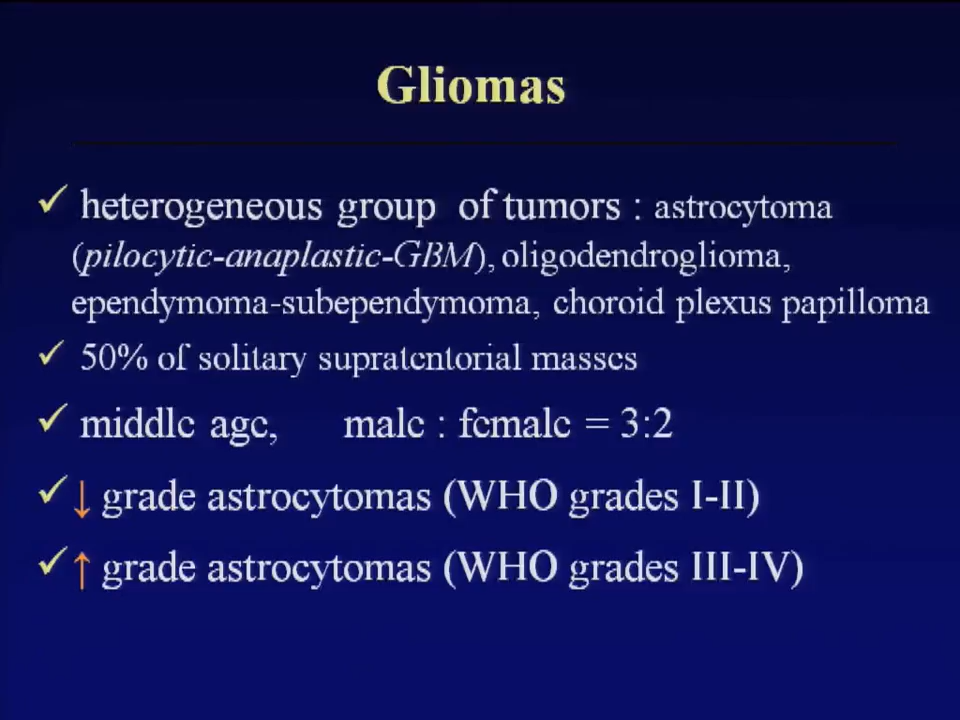 Gliomas
✓ heterogeneous group of tumors : astrocytoma
(pilocytic-anaplastic-GBM), oligodendroglioma,
ependymoma-subependymoma, choroid plexus papilloma
✓ 50% of solitary supratentorial masses
✓ middle age, male : female = 3:2
✓ ↓ grade astrocytomas (WHO grades I-II)
✓ ↑ grade astrocytomas (WHO grades III-IV)